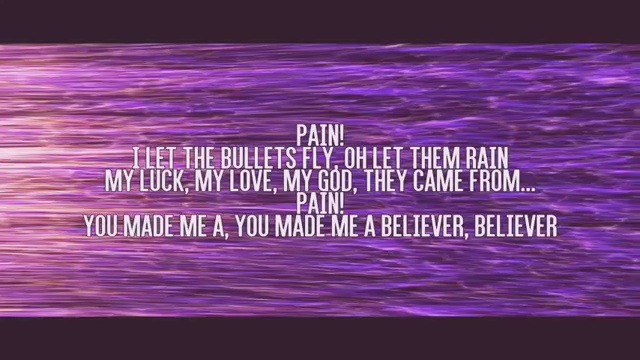 PAIN!
I LET THE BULLETS FLY, OH LET THEM RAIN
MY LUCK, MY LOVE, MY GOD, THEY CAME FROM...
PAIN!
YOU MADE ME A, YOU MADE ME A BELIEVER, BELIEVER